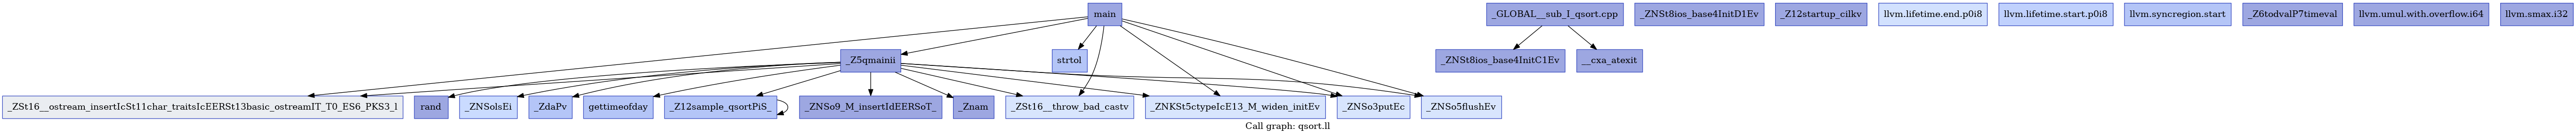 main
_GLOBAL__sub_I_qsort.cpp
_ZNSt8ios_base4InitD1Ev
_Z12startup_cilkv
llvm.lifetime.end.p0i8
llvm.lifetime.start.p0i8
llvm.syncregion.start
_Z6todvalP7timeval
llvm.umul.with.overflow.i64
llvm.smax.i32
_Z5qmainii
strtol
_ZNSt8ios_base4InitC1Ev
__cxa_atexit
_ZSt16__ostream_insertIcSt11char_traitsIcEERSt13basic_ostreamIT_T0_ES6_PKS3_l
rand
_ZNSolsEi
_ZdaPv
gettimeofday
_Z12sample_qsortPiS_
_ZNSo9_M_insertIdEERSoT_
_Znam
_ZSt16__throw_bad_castv
_ZNKSt5ctypeIcE13_M_widen_initEv
_ZNSo3putEc
_ZNSo5flushEv
Call graph: qsort.ll